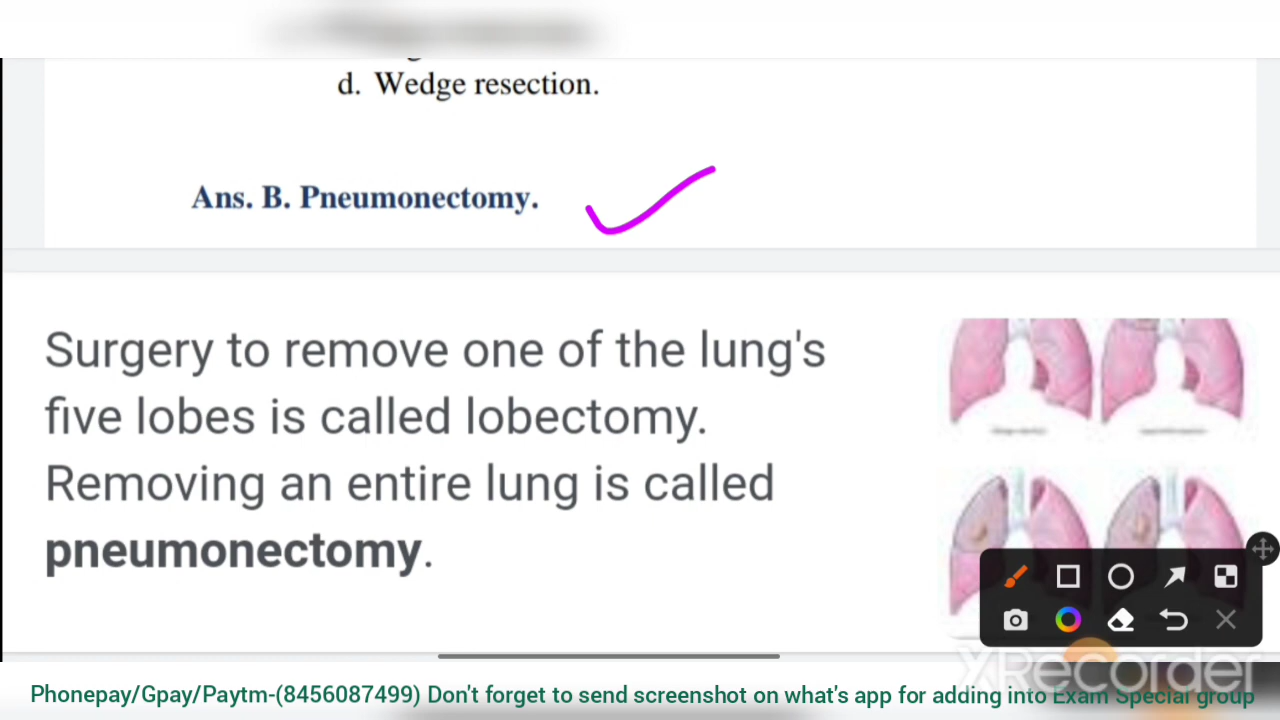 d. Wedge resection.
Ans. B. Pneumonectomy.
Surgery to remove one of the lung's
five lobes is called lobectomy.
Removing an entire lung is called
pneumonectomy.
XRecorder
Phonepay/Gpay/Paytm-(8456087499) Don't forget to send screenshot on what's app for adding into Exam Special group